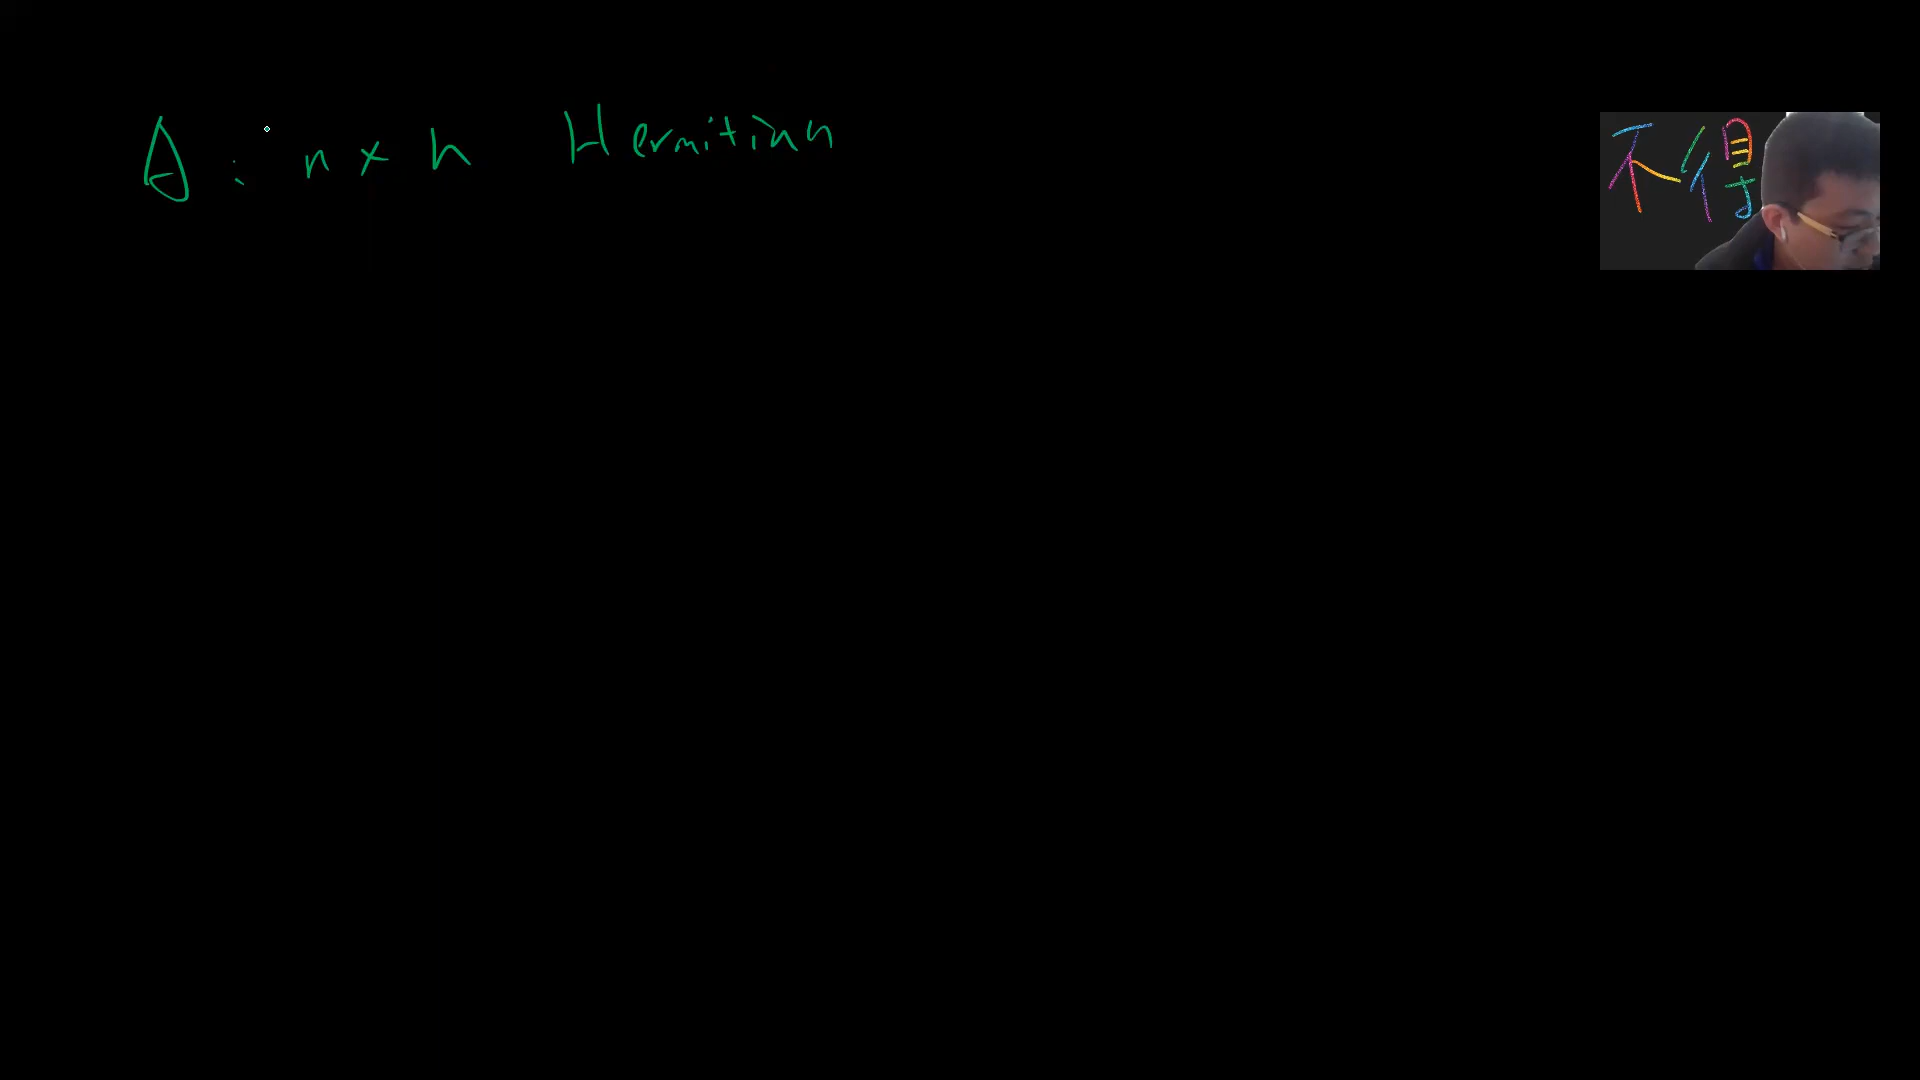 A : n × n Hermitian
不得